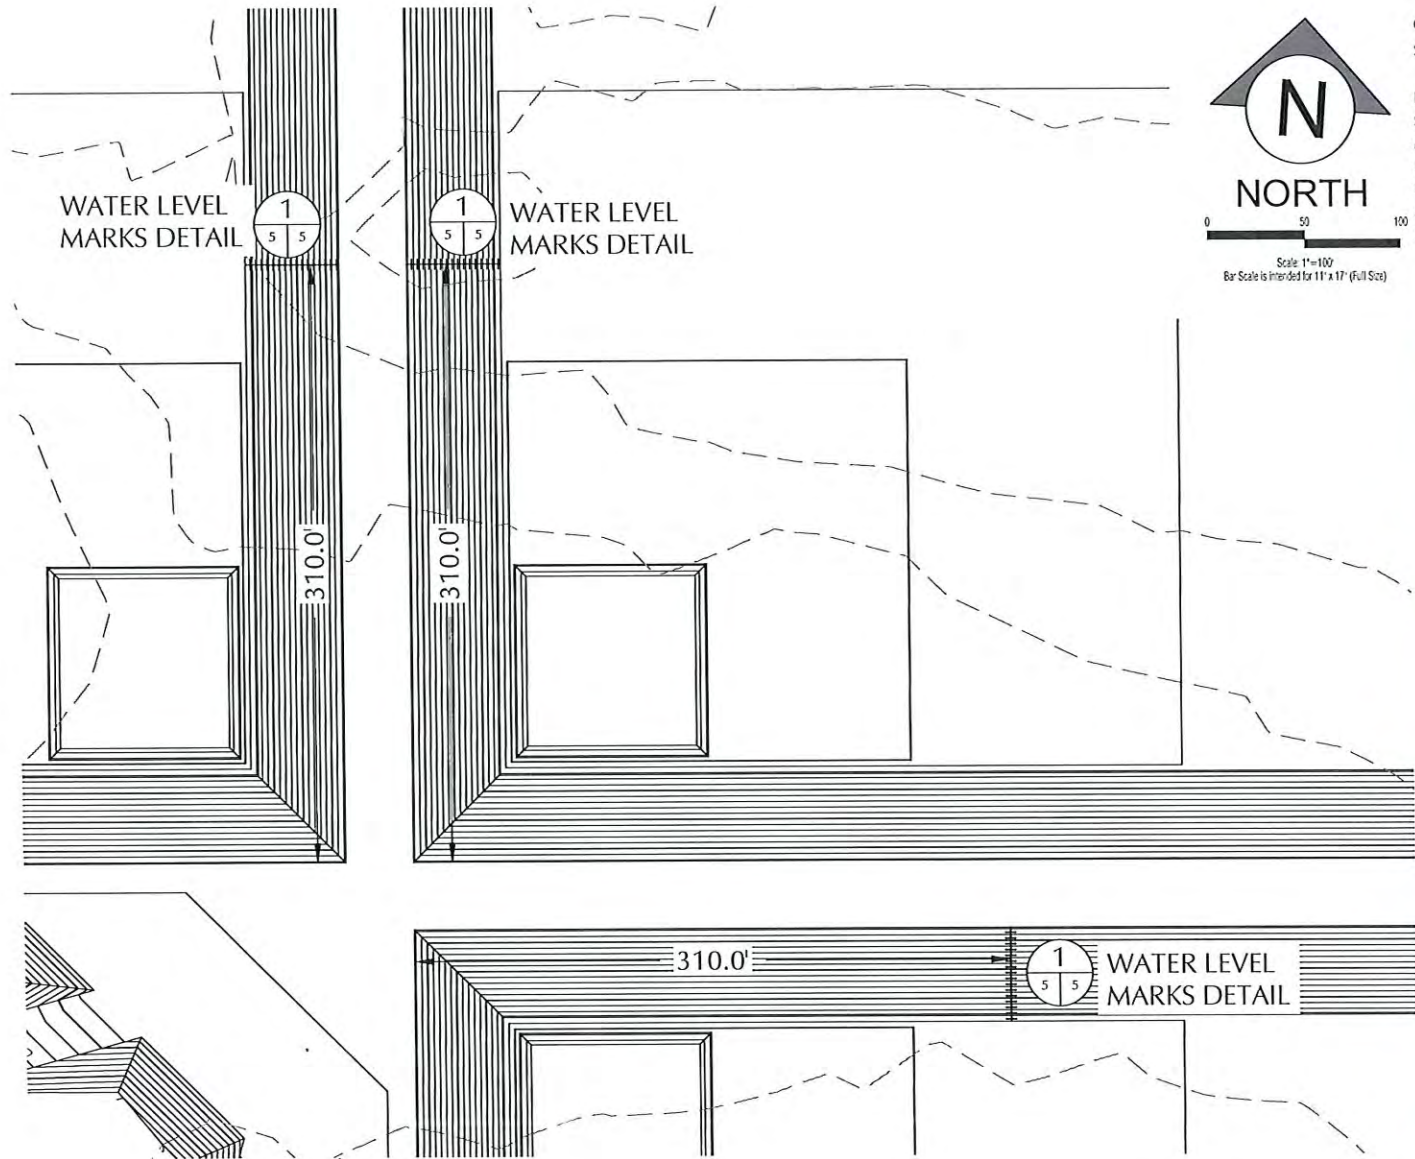 N
NORTH
0 50 100
Scale: 1"=100'
Bar Scale is intended for 11" x 17" (Full Size)
WATER LEVEL
MARKS DETAIL
1
5 5
1
5 5
WATER LEVEL
MARKS DETAIL
310.0'
310.0'
310.0'
1
5 5
WATER LEVEL
MARKS DETAIL